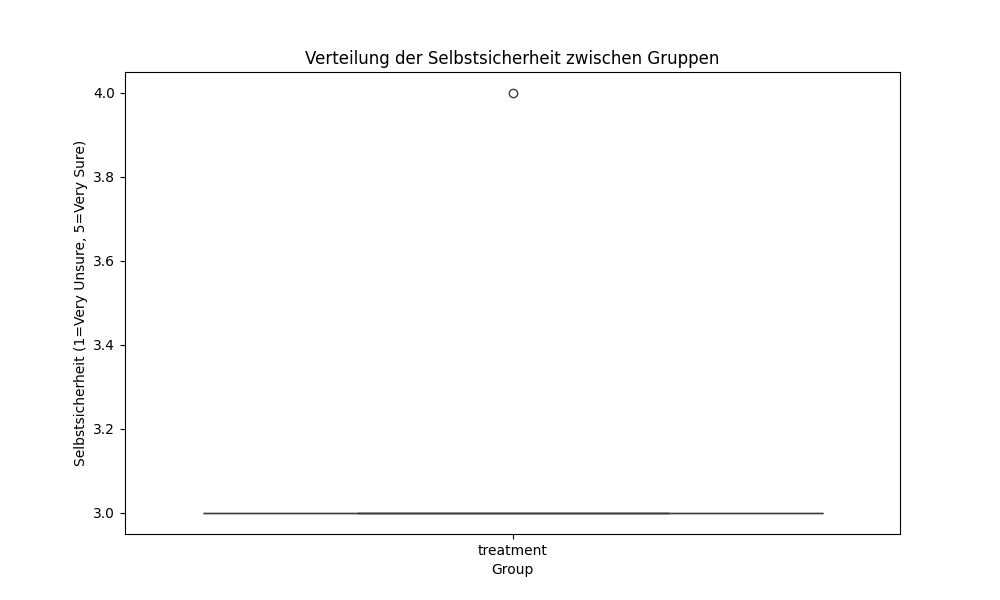 Verteilung der Selbstsicherheit zwischen Gruppen
Selbstsicherheit (1=Very Unsure, 5=Very Sure)
4.0
3.8
3.6
3.4
3.2
3.0
treatment
Group